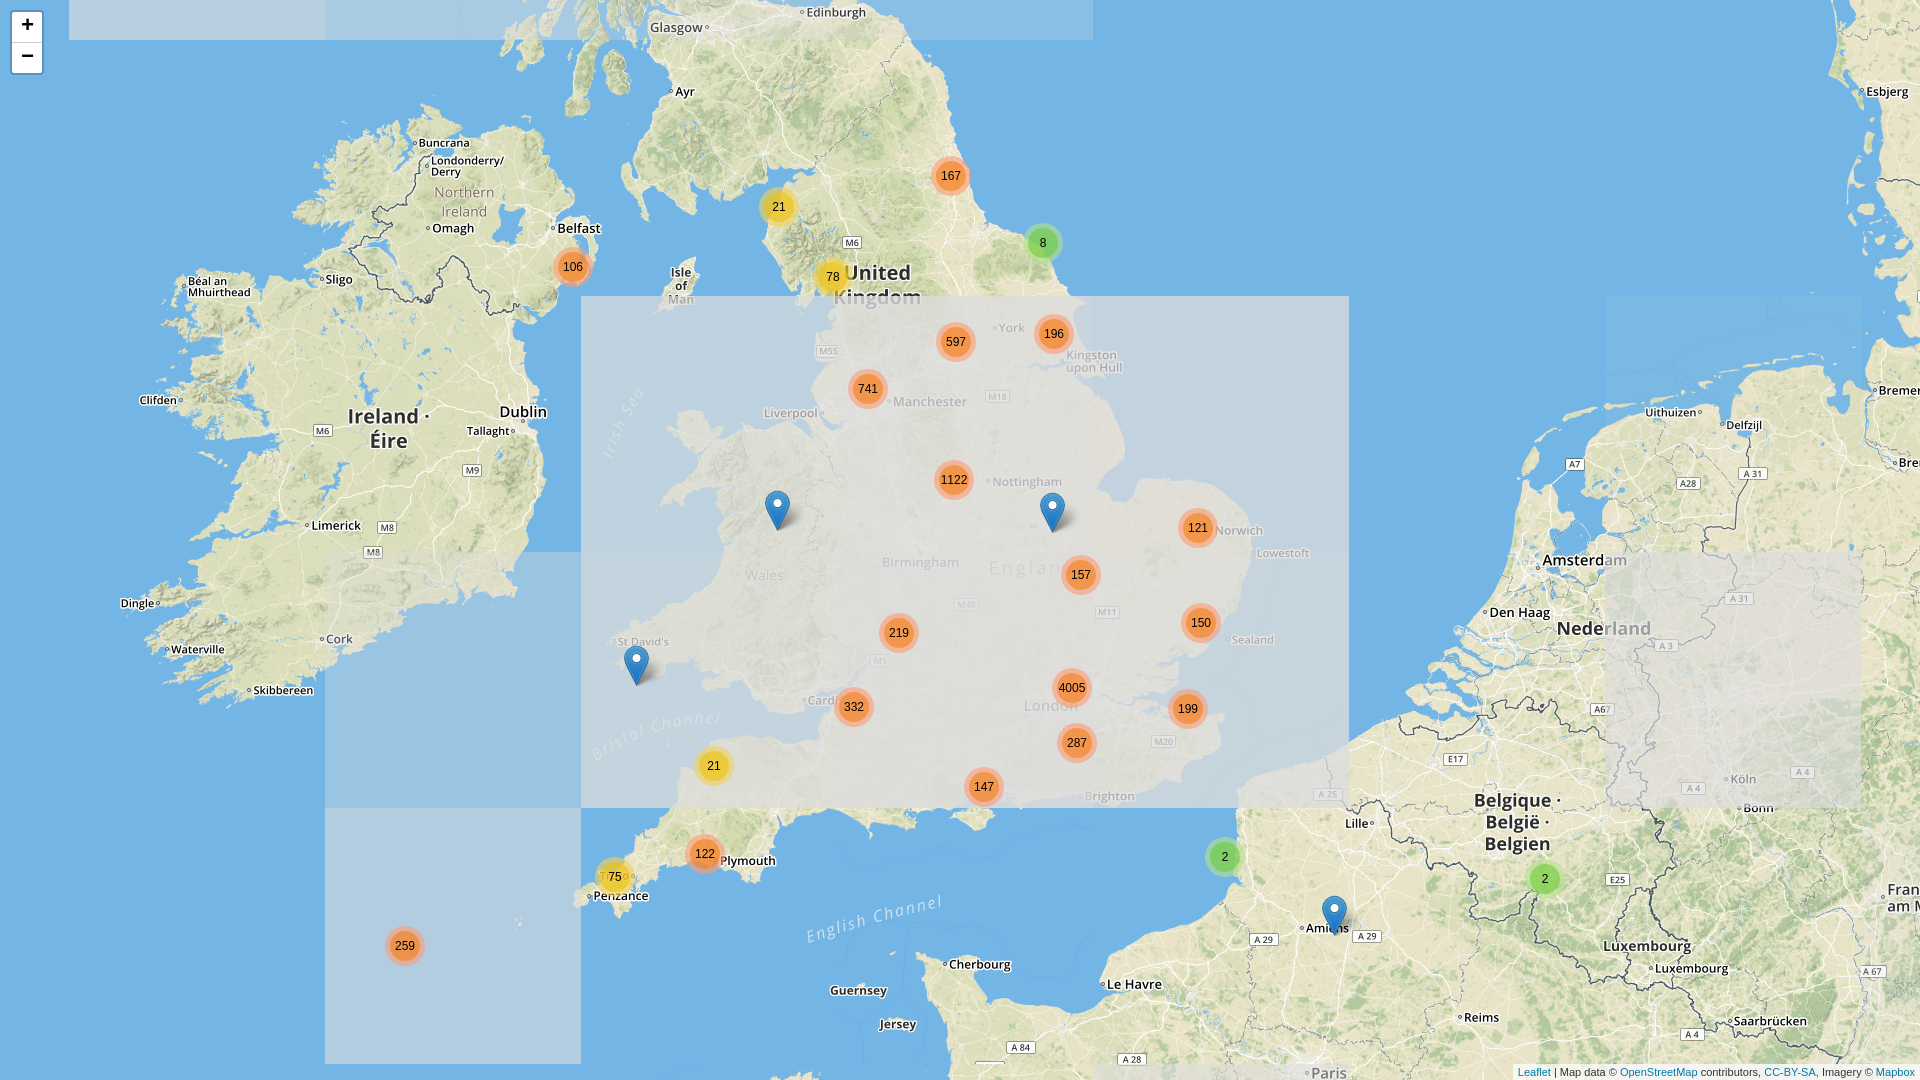 +
−
Glasgow
Edinburgh
Ayr
Esbjerg
Buncrana
Londonderry/
Derry
Northern
Ireland
Omagh
Belfast
167
21
M6
8
106
78
United
Kingdom
Isle
of
Man
Béal an
Mhuirthead
Sligo
York
196
597
M55
Kingston
upon Hull
741
Manchester
M18
Liverpool
Irish Sea
Clifden
Ireland ·
Éire
Dublin
Tallaght
M6
M9
Uithuizen
Delfzijl
A7
A 31
A28
1122
Nottingham
Limerick
M8
M8
121
Norwich
Lowestoft
Birmingham
Wales
157
Amsterdam
Dingle
M40
M11
A 31
Den Haag
Nederland
Cork
Waterville
St David's
219
150
Sealand
M5
A 3
Skibbereen
4005
London
Cardi
332
199
A67
Bristol Channel
287
M20
E17
21
147
Brighton
A 25
A 4
Köln
A 4
Bonn
Belgique ·
België ·
Belgien
Lille
122
Plymouth
2
75
Penzance
2
E25
English Channel
Amiens
A 29
A 29
259
Luxembourg
Luxembourg
A 67
Cherbourg
Le Havre
Guernsey
Jersey
Reims
Saarbrücken
A 4
A 84
A 28
Paris
Leaflet | Map data © OpenStreetMap contributors, CC-BY-SA, Imagery © Mapbox